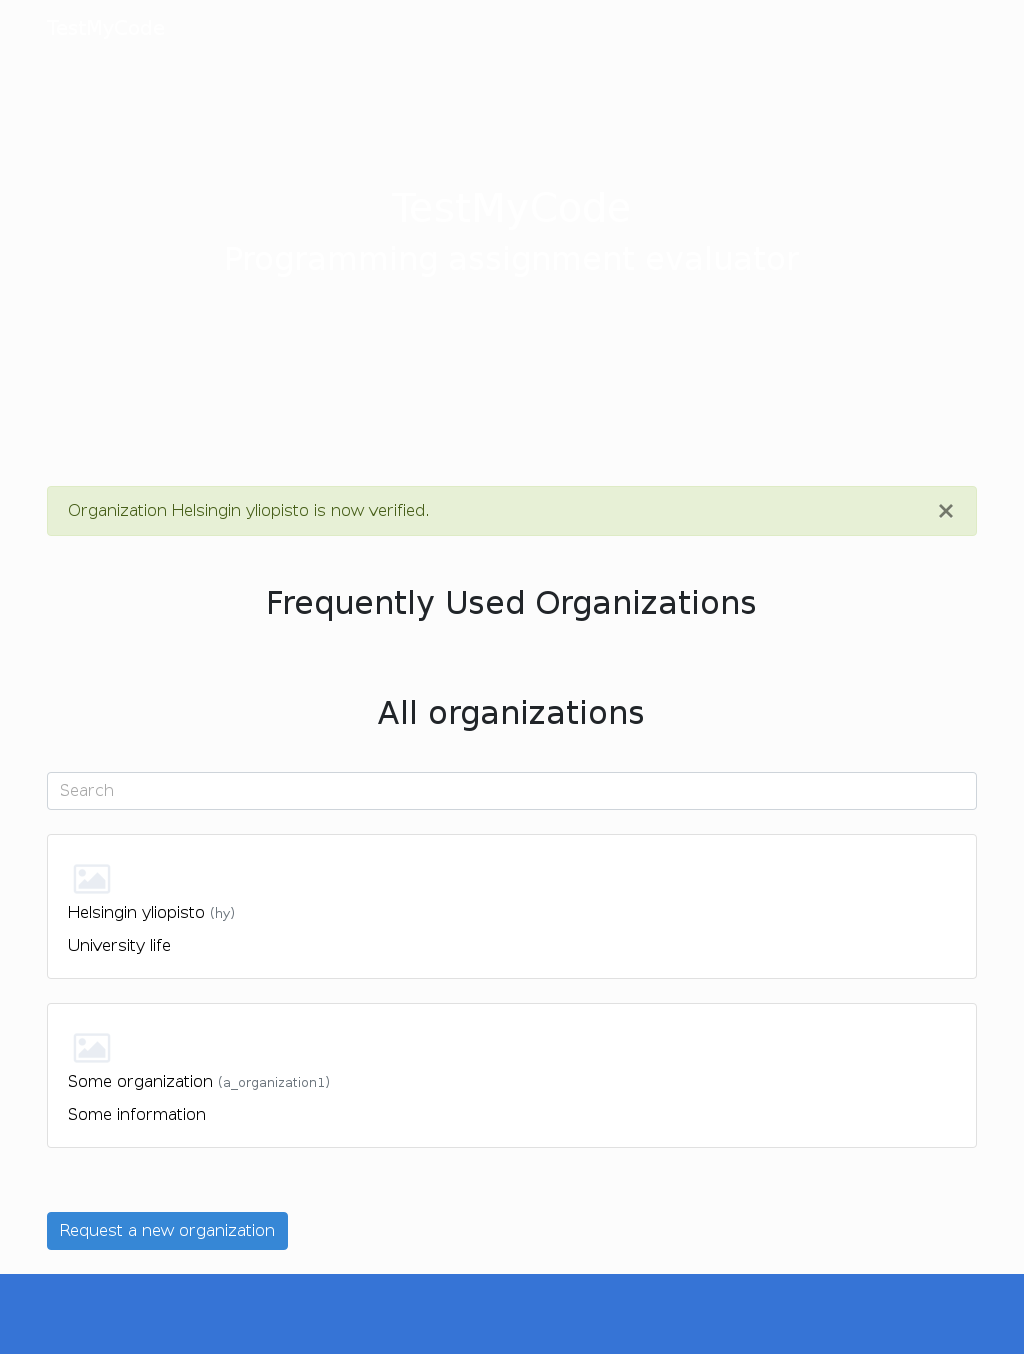 TestMyCode
TestMyCode
Programming assignment evaluator
Organization Helsingin yliopisto is now verified.
×
Frequently Used Organizations
All organizations
Search
Helsingin yliopisto (hy)
University life
Some organization (a_organization1)
Some information
Request a new organization